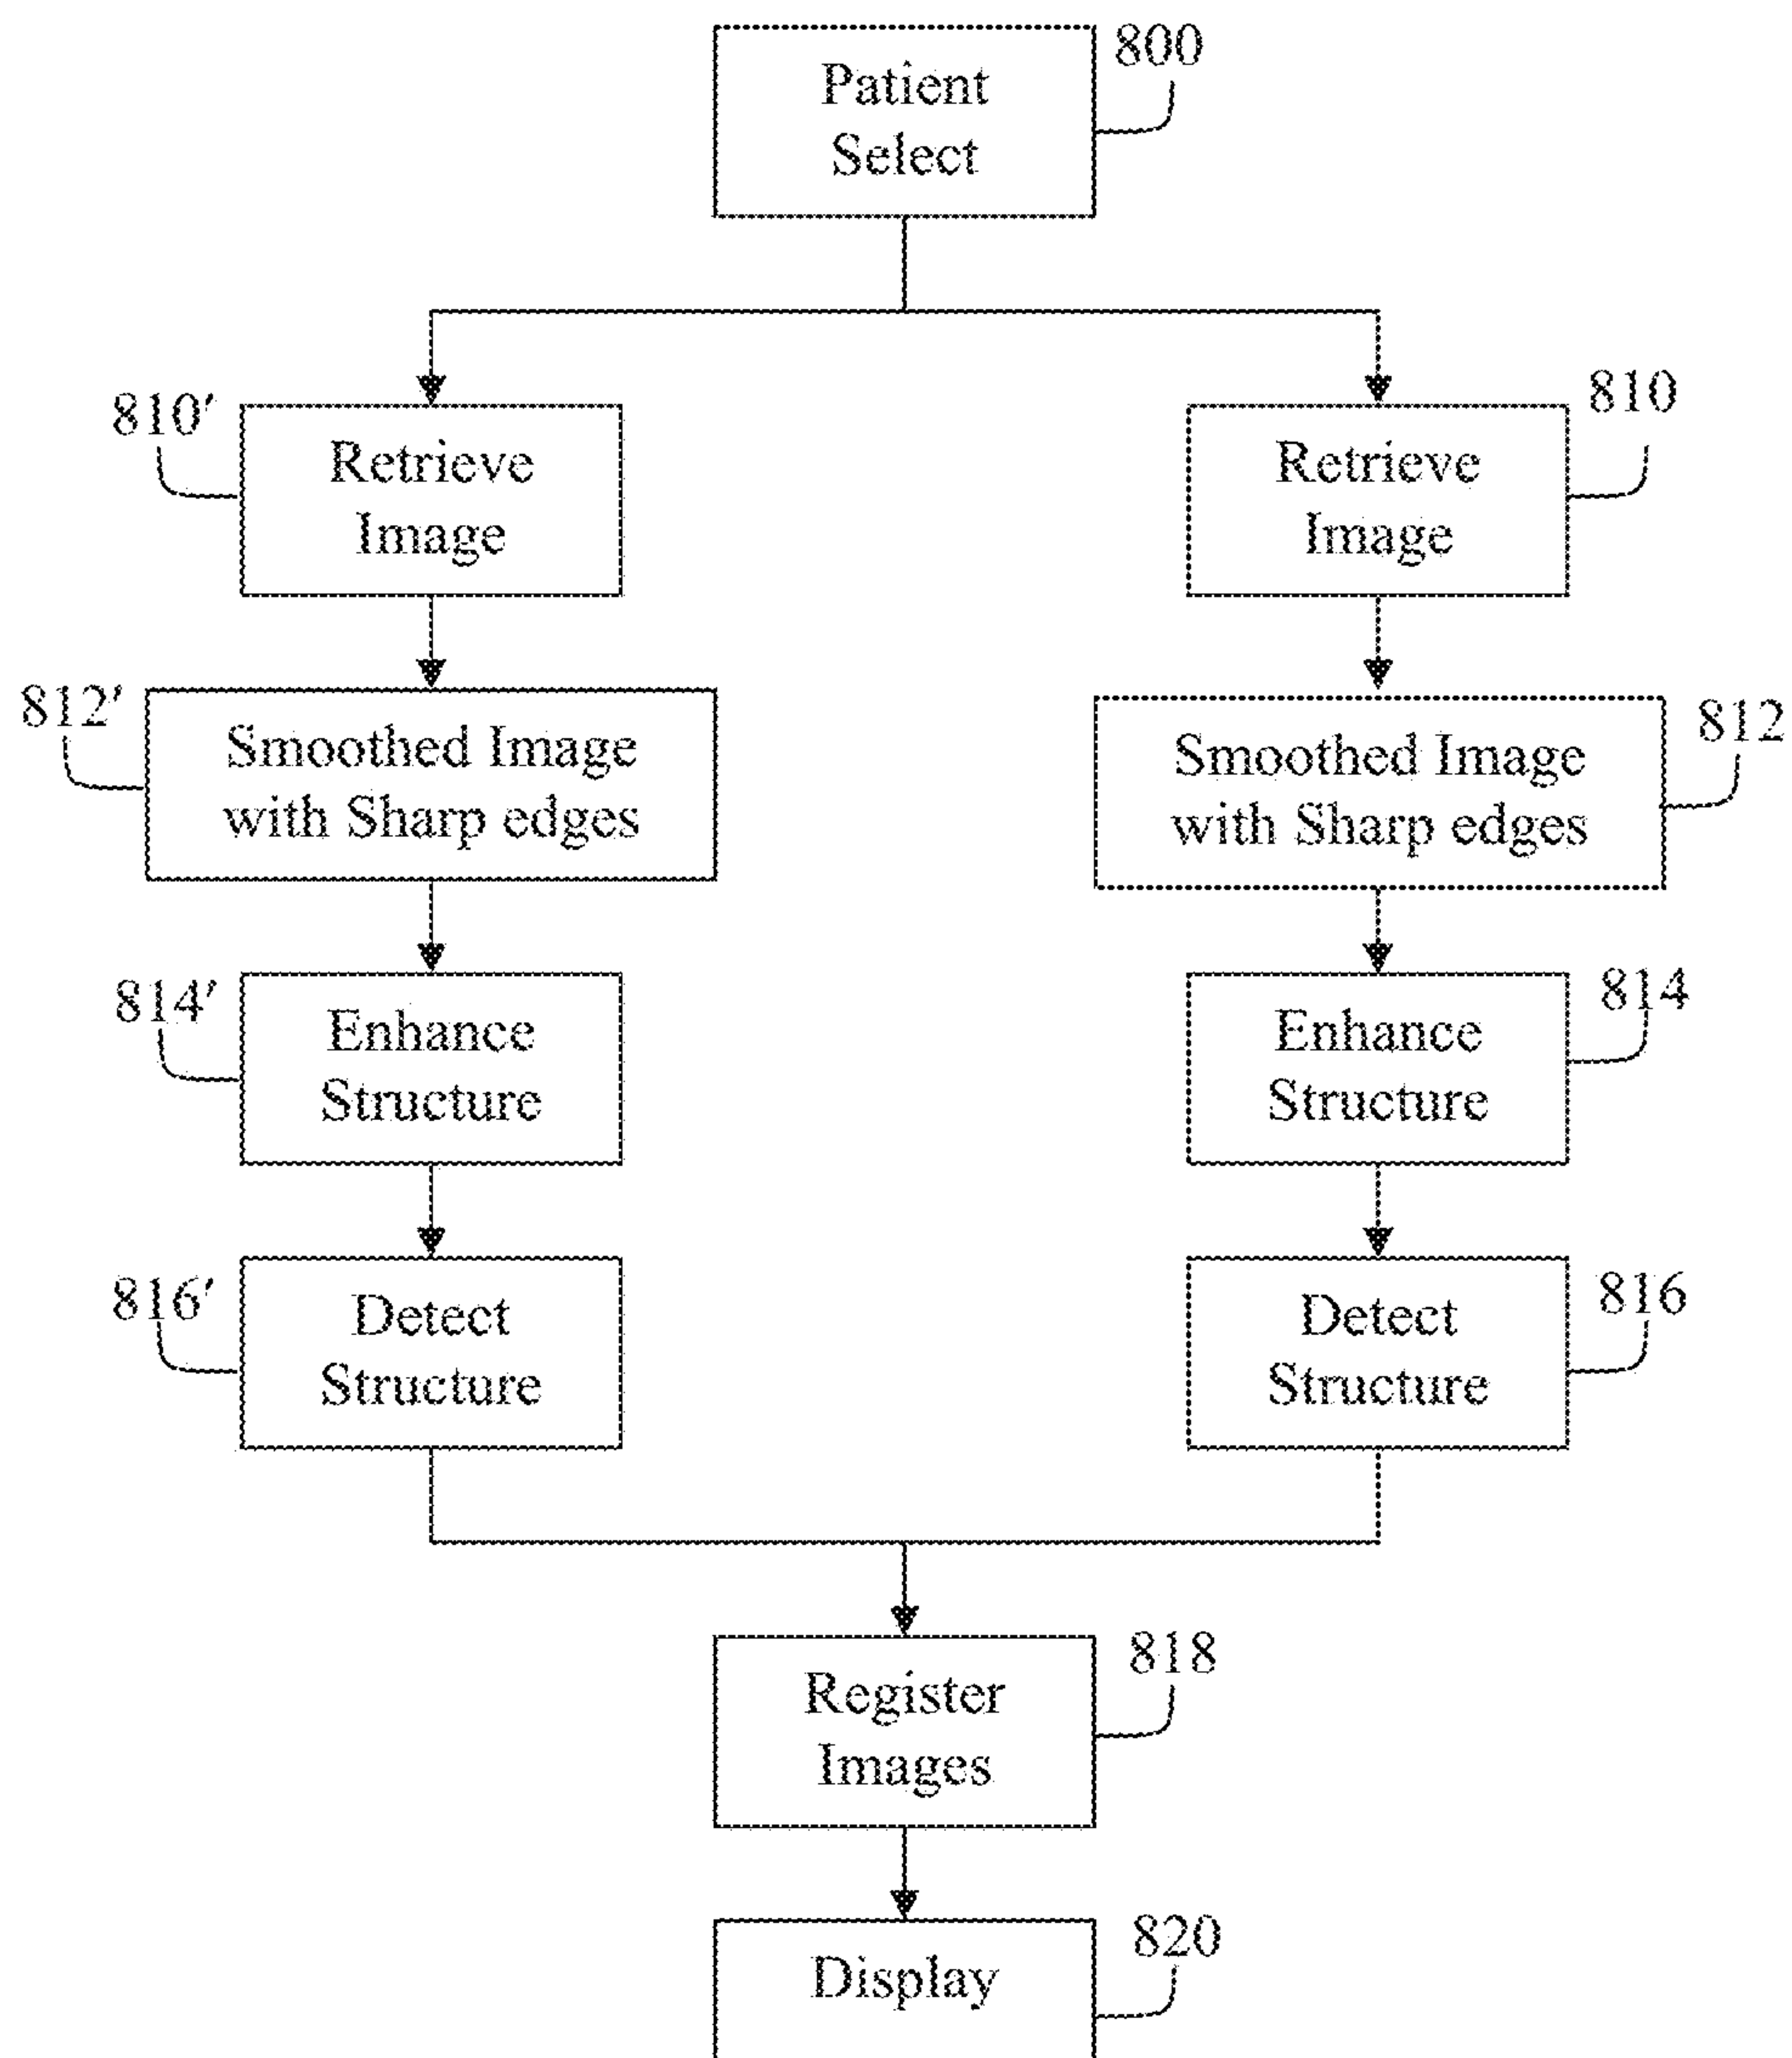 Patient
Select
800
810'
Retrieve
Image
Retrieve
Image
810
812'
Smoothed Image
with Sharp edges
Smoothed Image
with Sharp edges
812
814'
Enhance
Structure
Enhance
Structure
814
816'
Detect
Structure
Detect
Structure
816
Register
Images
818
Display
820